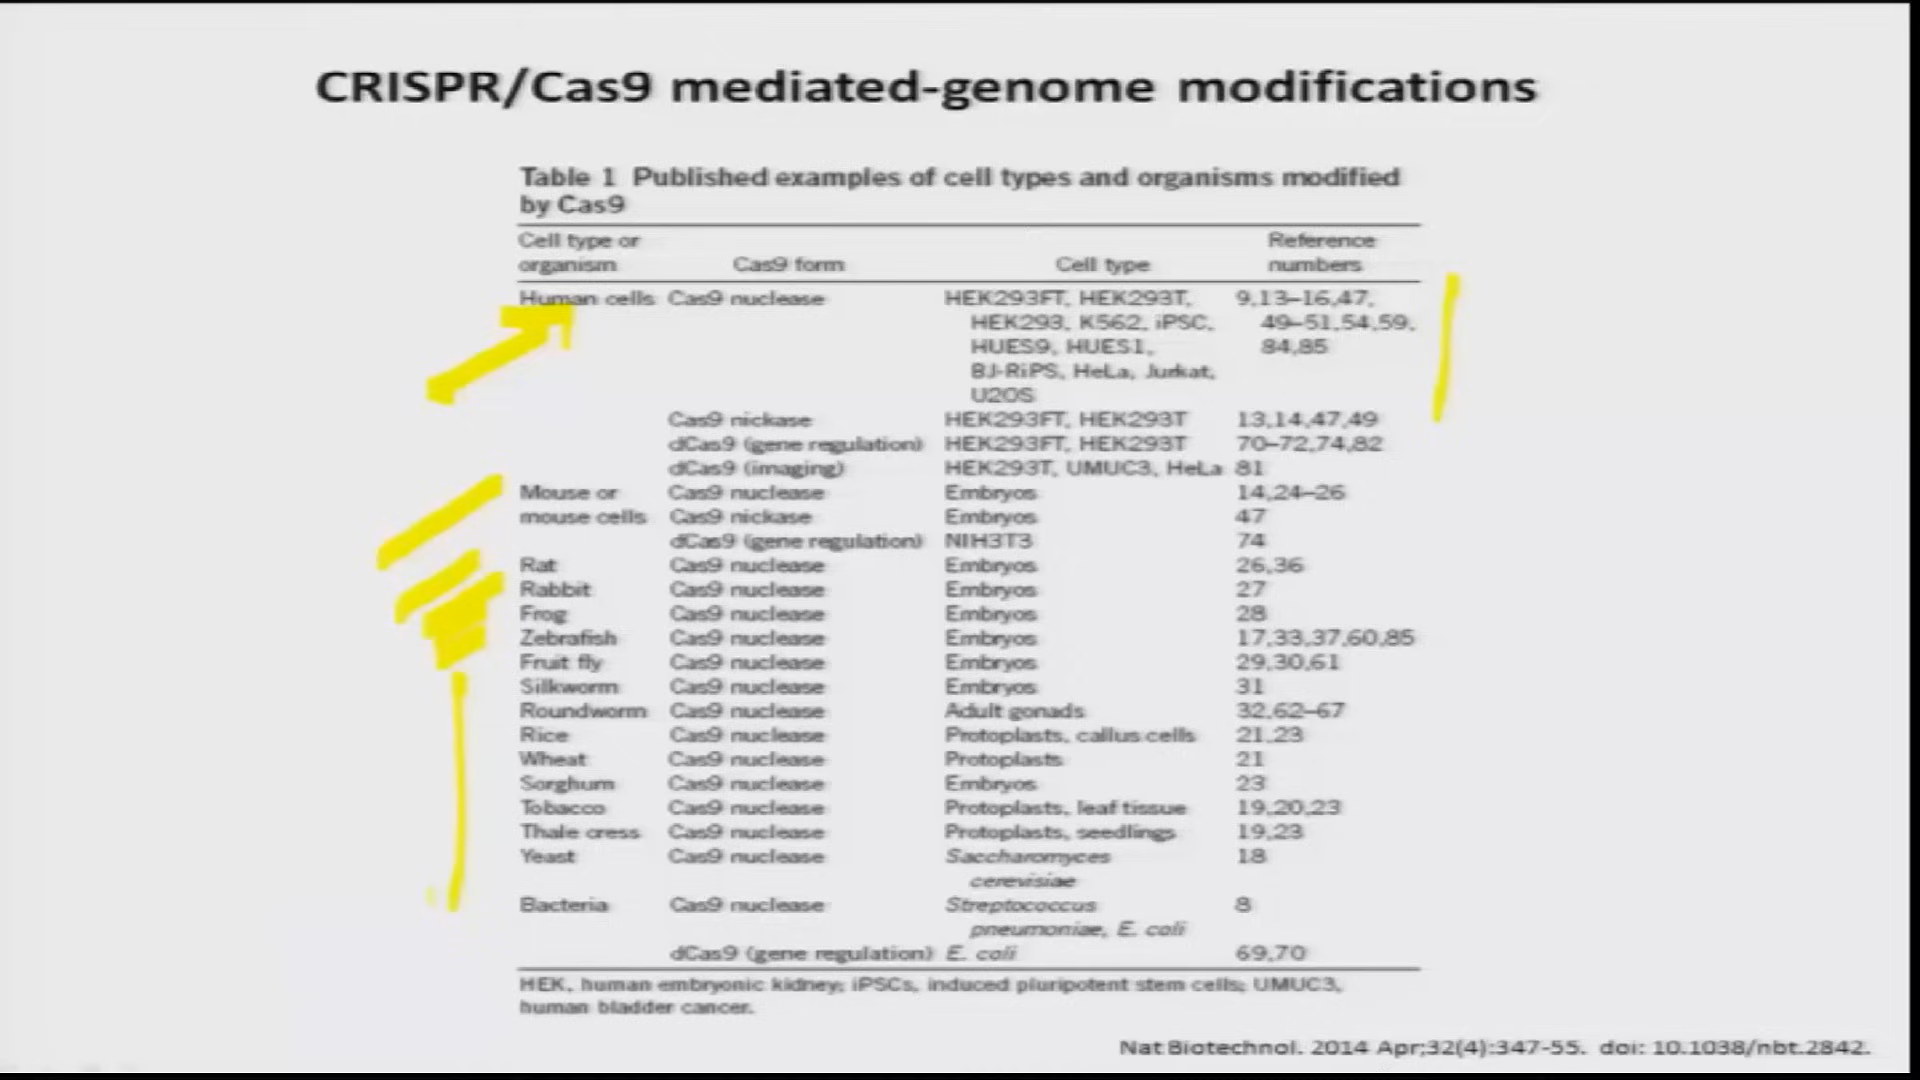 CRISPR/Cas9 mediated-genome modifications
Table 1 Published examples of cell types and organisms modified
by Cas9
Cell type or organism Cas9 form Cell type Reference numbers
Human cells Cas9 nuclease HEK293FT, HEK293T, 9,13–16,47,
HEK293, K562, iPSC, 49–51,54,59,
HUES9, HUES1, 84,85
BJ-RiPS, HeLa, Jurkat,
U2OS
Cas9 nickase HEK293FT, HEK293T 13,14,47,49
dCas9 (gene regulation) HEK293FT, HEK293T 70–72,74,82
dCas9 (imaging) HEK293T, UMUC3, HeLa 81
Mouse or Cas9 nuclease Embryos 14,24–26
mouse cells Cas9 nickase Embryos 47
dCas9 (gene regulation) NIH3T3 74
Rat Cas9 nuclease Embryos 26,36
Rabbit Cas9 nuclease Embryos 27
Frog Cas9 nuclease Embryos 28
Zebrafish Cas9 nuclease Embryos 17,33,37,60,85
Fruit fly Cas9 nuclease Embryos 29,30,61
Silkworm Cas9 nuclease Embryos 31
Roundworm Cas9 nuclease Adult gonads 32,62–67
Rice Cas9 nuclease Protoplasts, callus cells 21,23
Wheat Cas9 nuclease Protoplasts 21
Sorghum Cas9 nuclease Embryos 23
Tobacco Cas9 nuclease Protoplasts, leaf tissue 19,20,23
Thale cress Cas9 nuclease Protoplasts, seedlings 19,23
Yeast Cas9 nuclease Saccharomyces 18
cerevisiae
Bacteria Cas9 nuclease Streptococcus 8
pneumoniae, E. coli
dCas9 (gene regulation) E. coli 69,70
HEK, human embryonic kidney; iPSCs, induced pluripotent stem cells; UMUC3,
human bladder cancer.
Nat Biotechnol. 2014 Apr;32(4):347-55. doi: 10.1038/nbt.2842.